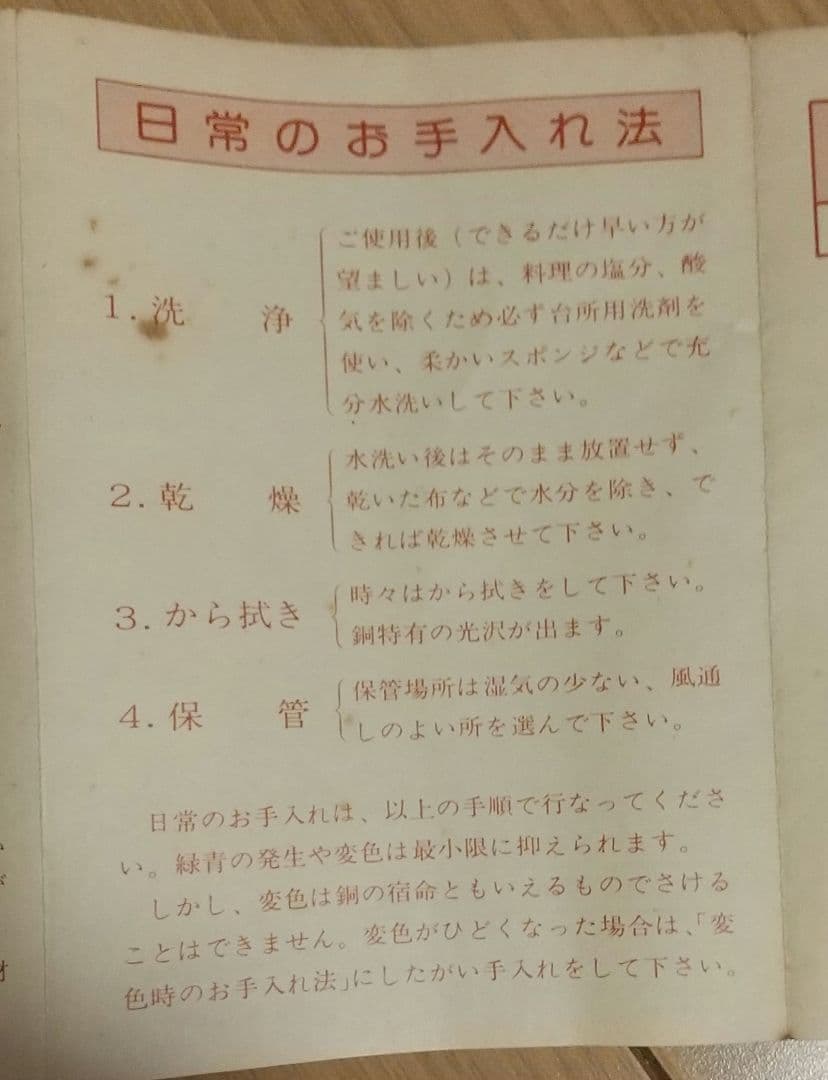 日常のお手入れ法
1. 洗　浄
ご使用後（できるだけ早い方が
望ましい）は、料理の塩分、酸
気を除くため必ず台所用洗剤を
使い、柔かいスポンジなどで充
分水洗いして下さい。
2. 乾　燥
水洗い後はそのまま放置せず、
乾いた布などで水分を除き、で
きれば乾燥させて下さい。
3. から拭き
時々はから拭きをして下さい。
銅特有の光沢が出ます。
4. 保　管
保管場所は湿気の少ない、風通
しのよい所を選んで下さい。
日常のお手入れは、以上の手順で行なってくださ
い。緑青の発生や変色は最小限に抑えられます。
しかし、変色は銅の宿命ともいえるものでさける
ことはできません。変色がひどくなった場合は、「変
色時のお手入れ法」にしたがい手入れをして下さい。